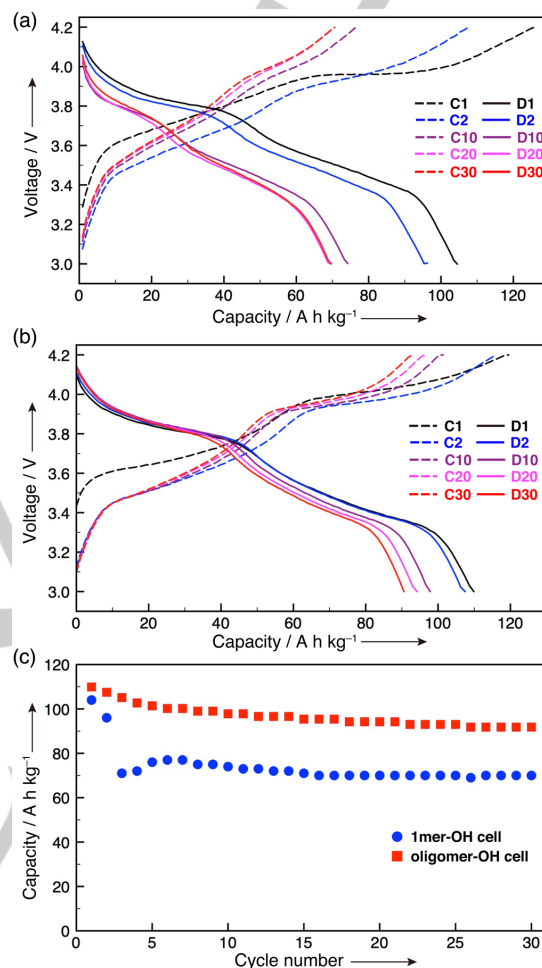 (a)
4.2
4.0
3.8
3.6
3.4
3.2
3.0
Voltage / V
C1 D1
C2 D2
C10 D10
C20 D20
C30 D30
0 20 40 60 80 100 120
Capacity / A h kg⁻¹
(b)
4.2
4.0
3.8
3.6
3.4
3.2
3.0
Voltage / V
C1 D1
C2 D2
C10 D10
C20 D20
C30 D30
0 20 40 60 80 100 120
Capacity / A h kg⁻¹
(c)
120
100
80
60
40
20
0
Capacity / A h kg⁻¹
1mer-OH cell
oligomer-OH cell
0 5 10 15 20 25 30
Cycle number